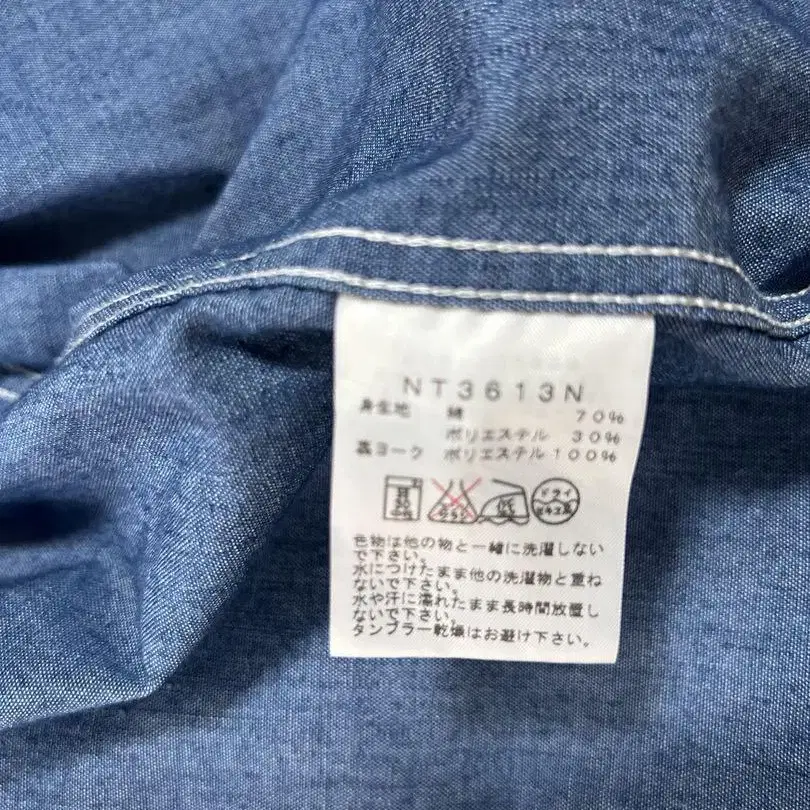 NT3613N
身生地 綿 70%
ポリエステル 30%
裏ヨーク ポリエステル 100%
低
ドライ
色物は他の物と一緒に洗濯しない
で下さい。
水につけたまま他の洗濯物と重ね
ないで下さい。
水や汗に濡れたまま長時間放置し
ないで下さい。
タンブラー乾燥はお避け下さい。